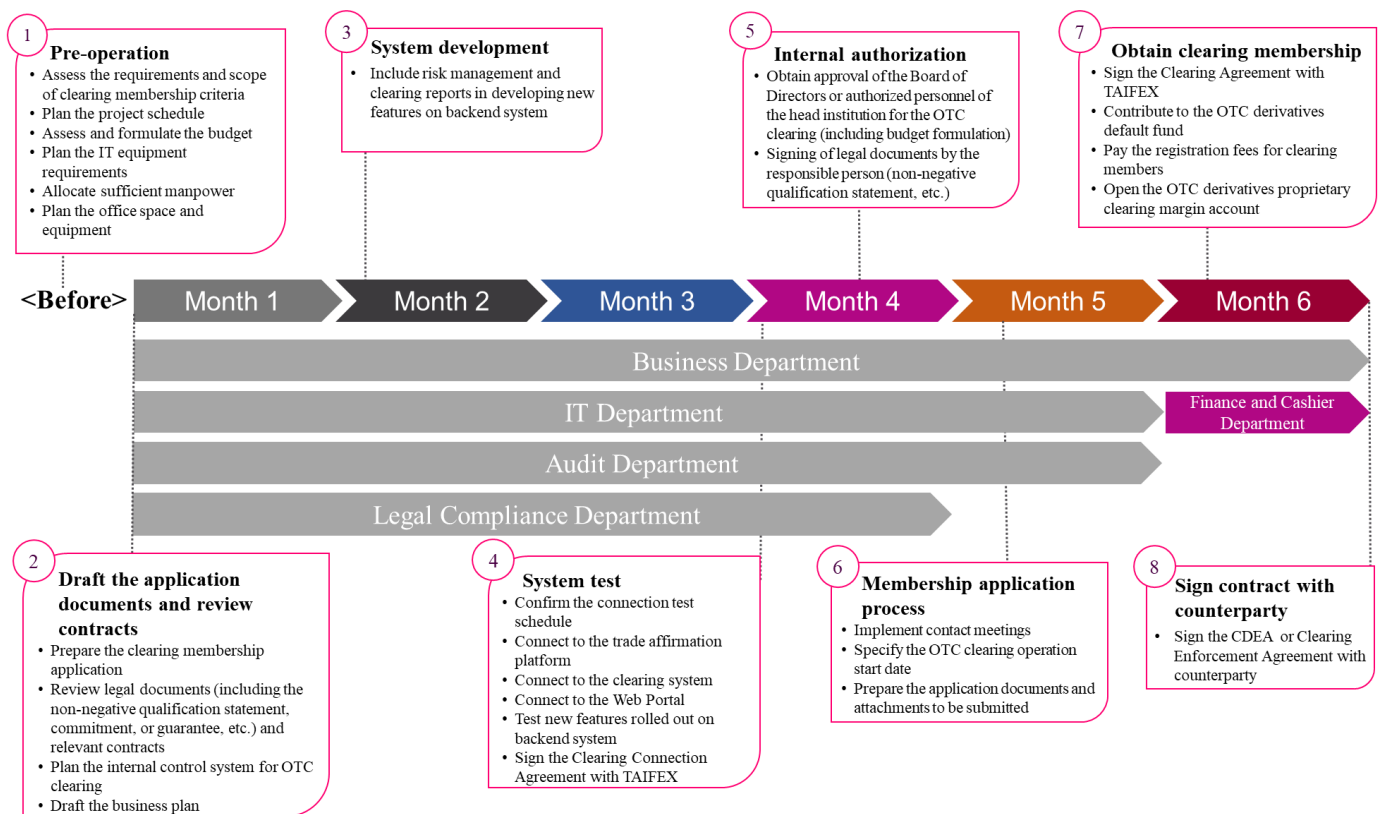 1
Pre-operation
• Assess the requirements and scope
of clearing membership criteria
• Plan the project schedule
• Assess and formulate the budget
• Plan the IT equipment
requirements
• Allocate sufficient manpower
• Plan the office space and
equipment
3
System development
• Include risk management and
clearing reports in developing new
features on backend system
5
Internal authorization
• Obtain approval of the Board of
Directors or authorized personnel of
the head institution for the OTC
clearing (including budget formulation)
• Signing of legal documents by the
responsible person (non-negative
qualification statement, etc.)
7
Obtain clearing membership
• Sign the Clearing Agreement with
TAIFEX
• Contribute to the OTC derivatives
default fund
• Pay the registration fees for clearing
members
• Open the OTC derivatives proprietary
clearing margin account
<Before>
Month 1
Month 2
Month 3
Month 4
Month 5
Month 6
Business Department
IT Department
Finance and Cashier
Department
Audit Department
Legal Compliance Department
2
Draft the application
documents and review
contracts
• Prepare the clearing membership
application
• Review legal documents (including the
non-negative qualification statement,
commitment, or guarantee, etc.) and
relevant contracts
• Plan the internal control system for OTC
clearing
• Draft the business plan
4
System test
• Confirm the connection test
schedule
• Connect to the trade affirmation
platform
• Connect to the clearing system
• Connect to the Web Portal
• Test new features rolled out on
backend system
• Sign the Clearing Connection
Agreement with TAIFEX
6
Membership application
process
• Implement contact meetings
• Specify the OTC clearing operation
start date
• Prepare the application documents and
attachments to be submitted
8
Sign contract with
counterparty
• Sign the CDEA or Clearing
Enforcement Agreement with
counterparty